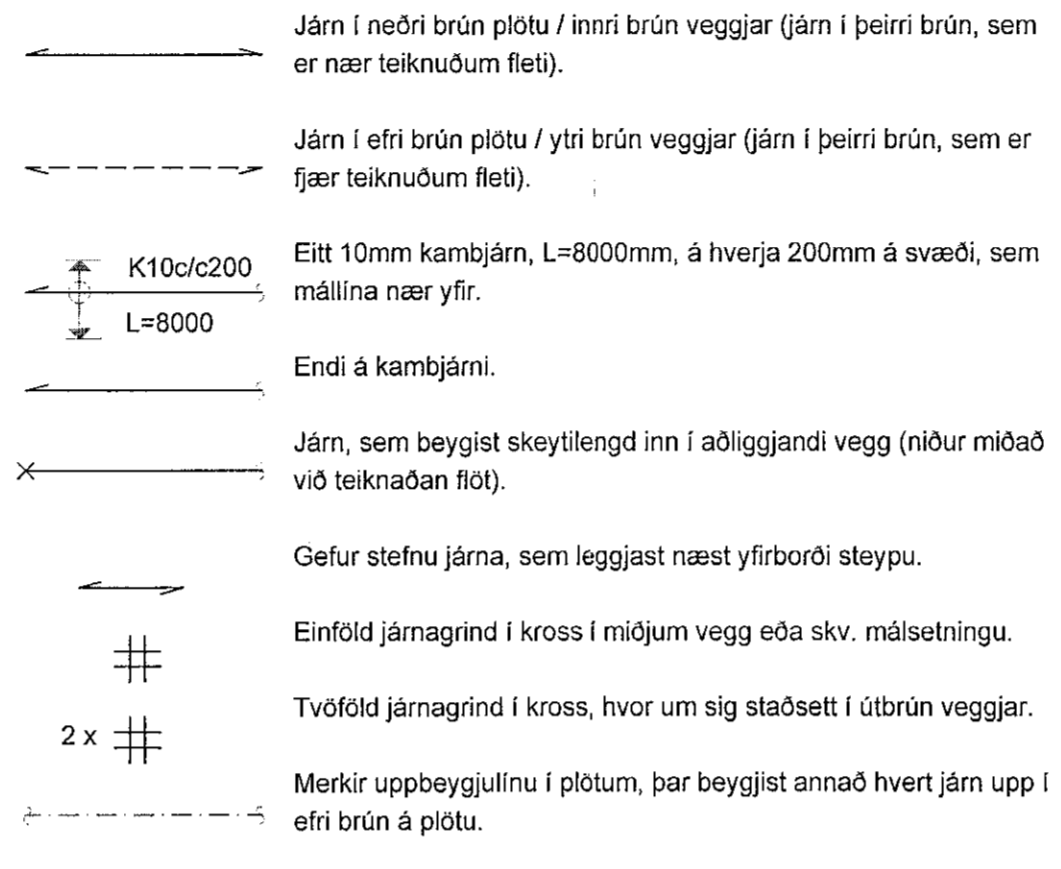 Járn í neðri brún plötu / innri brún veggjar (járn í þeirri brún, sem
er nær teiknuðum fleti).
Járn í efri brún plötu / ytri brún veggjar (járn í þeirri brún, sem er
fjær teiknuðum fleti).
K10c/c200
L=8000
Eitt 10mm kambjárn, L=8000mm, á hverja 200mm á svæði, sem
mállína nær yfir.
Endi á kambjárni.
Járn, sem beygist skeytilengd inn í aðliggjandi vegg (niður miðað
við teiknaðan flöt).
Gefur stefnu járna, sem leggjast næst yfirborði steypu.
Einföld járnagrind í kross í miðjum vegg eða skv. málsetningu.
2 x
Tvöföld járnagrind í kross, hvor um sig staðsett í útbrún veggjar.
Merkir uppbeygjulínu í plötum, þar beygjist annað hvert járn upp í
efri brún á plötu.